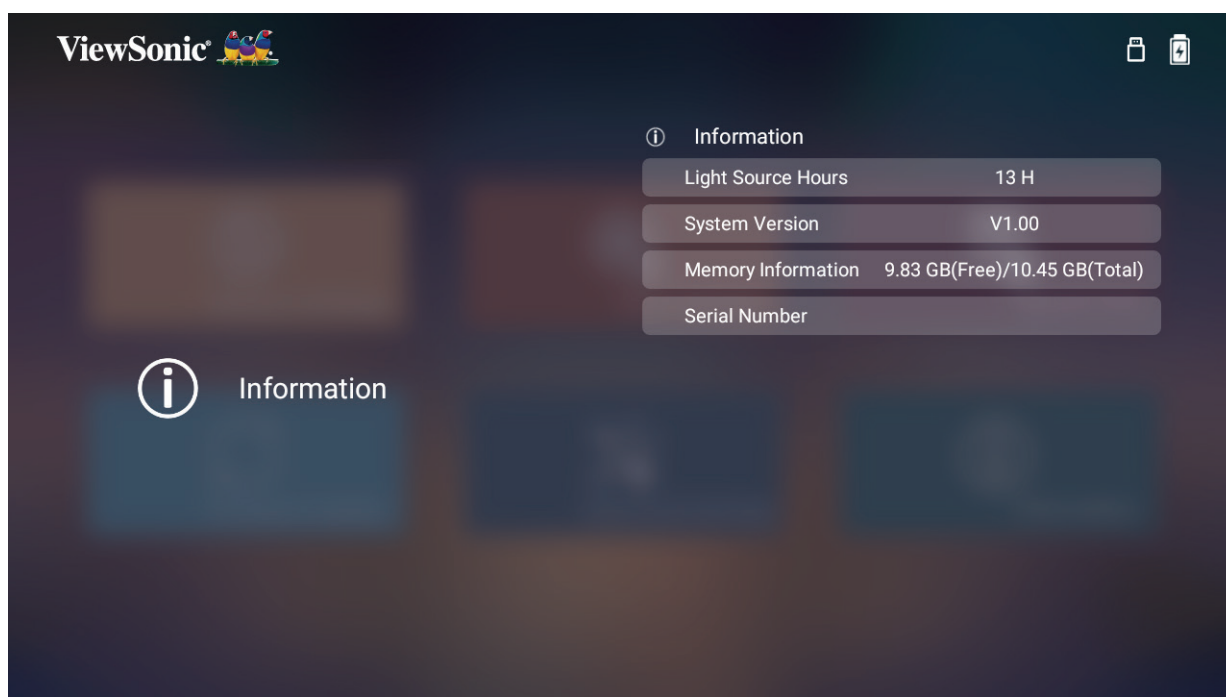 ViewSonic®
Information
Light Source Hours 13 H
System Version V1.00
Memory Information 9.83 GB(Free)/10.45 GB(Total)
Serial Number
Information